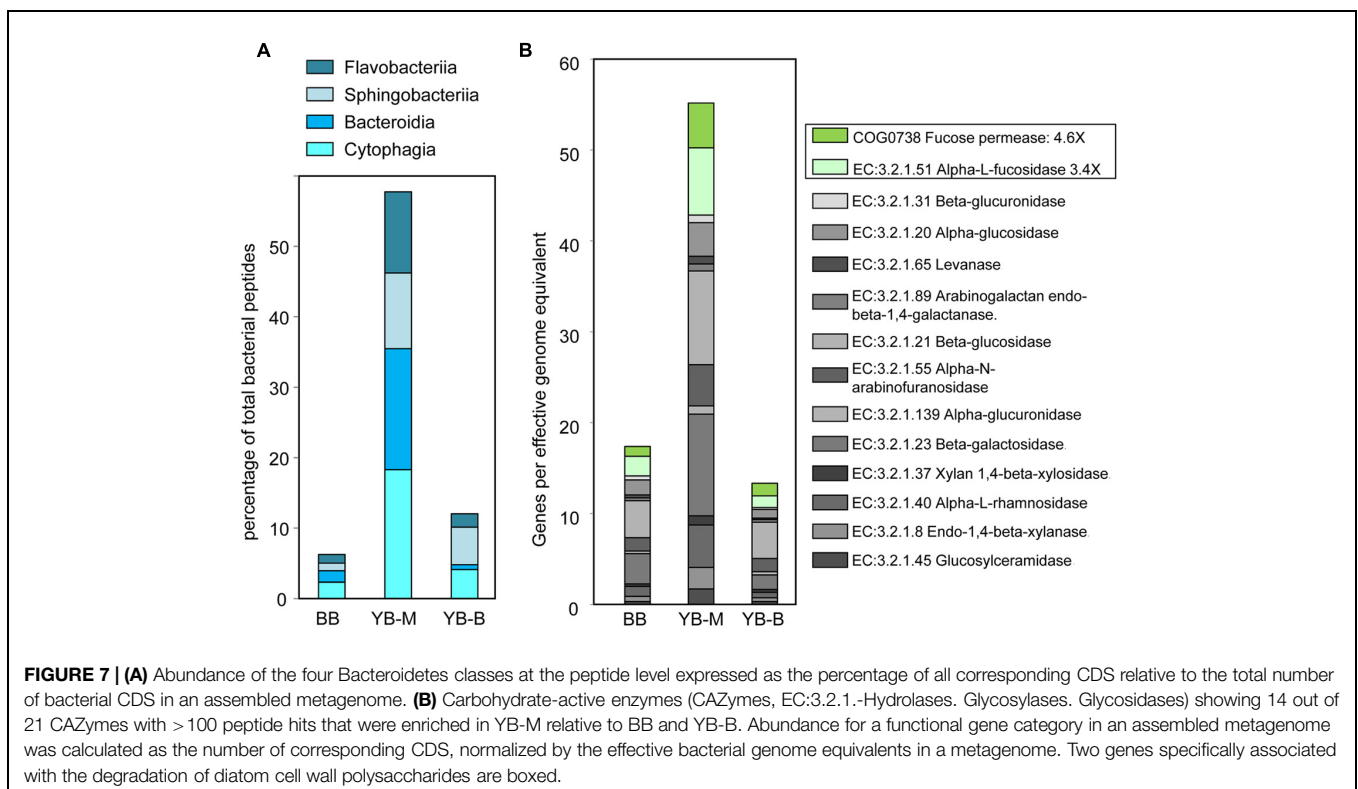 A
Flavobacteriia
Sphingobacteriia
Bacteroidia
Cytophagia
percentage of total bacterial peptides
50
40
30
20
10
0
BB YB-M YB-B
B
Genes per effective genome equivalent
60
50
40
30
20
10
0
BB YB-M YB-B
COG0738 Fucose permease: 4.6X
EC:3.2.1.51 Alpha-L-fucosidase 3.4X
EC:3.2.1.31 Beta-glucuronidase
EC:3.2.1.20 Alpha-glucosidase
EC:3.2.1.65 Levanase
EC:3.2.1.89 Arabinogalactan endo-
beta-1,4-galactanase.
EC:3.2.1.21 Beta-glucosidase
EC:3.2.1.55 Alpha-N-
arabinofuranosidase
EC:3.2.1.139 Alpha-glucuronidase
EC:3.2.1.23 Beta-galactosidase.
EC:3.2.1.37 Xylan 1,4-beta-xylosidase.
EC:3.2.1.40 Alpha-L-rhamnosidase
EC:3.2.1.8 Endo-1,4-beta-xylanase
EC:3.2.1.45 Glucosylceramidase
FIGURE 7 | (A) Abundance of the four Bacteroidetes classes at the peptide level expressed as the percentage of all corresponding CDS relative to the total number
of bacterial CDS in an assembled metagenome. (B) Carbohydrate-active enzymes (CAZymes, EC:3.2.1.-Hydrolases. Glycosylases. Glycosidases) showing 14 out of
21 CAZymes with >100 peptide hits that were enriched in YB-M relative to BB and YB-B. Abundance for a functional gene category in an assembled metagenome
was calculated as the number of corresponding CDS, normalized by the effective bacterial genome equivalents in a metagenome. Two genes specifically associated
with the degradation of diatom cell wall polysaccharides are boxed.